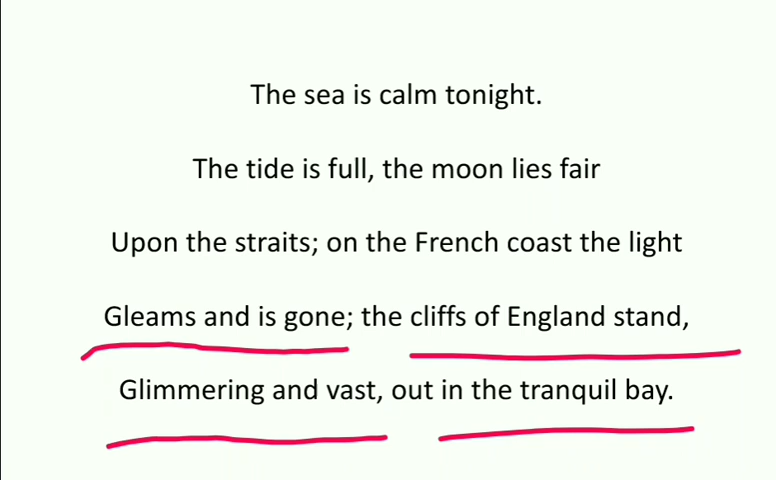 The sea is calm tonight.
The tide is full, the moon lies fair
Upon the straits; on the French coast the light
Gleams and is gone; the cliffs of England stand,
Glimmering and vast, out in the tranquil bay.